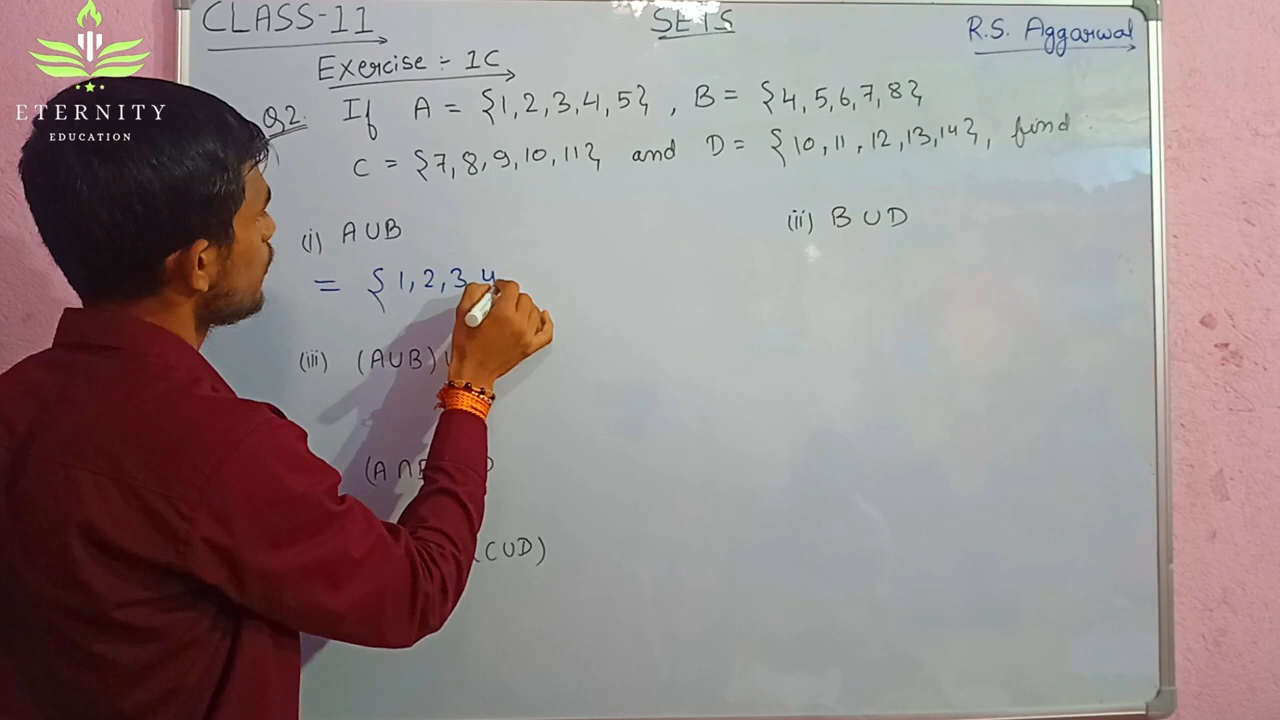 CLASS-11
SETS
R.S. Aggarwal
ETERNITY
EDUCATION
Exercise :- 1C
Q2. If A = {1, 2, 3, 4, 5} , B = {4, 5, 6, 7, 8}
C = {7, 8, 9, 10, 11} and D = {10, 11, 12, 13, 14}, find
(i) A∪B
(ii) B∪D
= {1, 2, 3, 4
(iii) (A∪B)∪
(A∩
(C∪D)